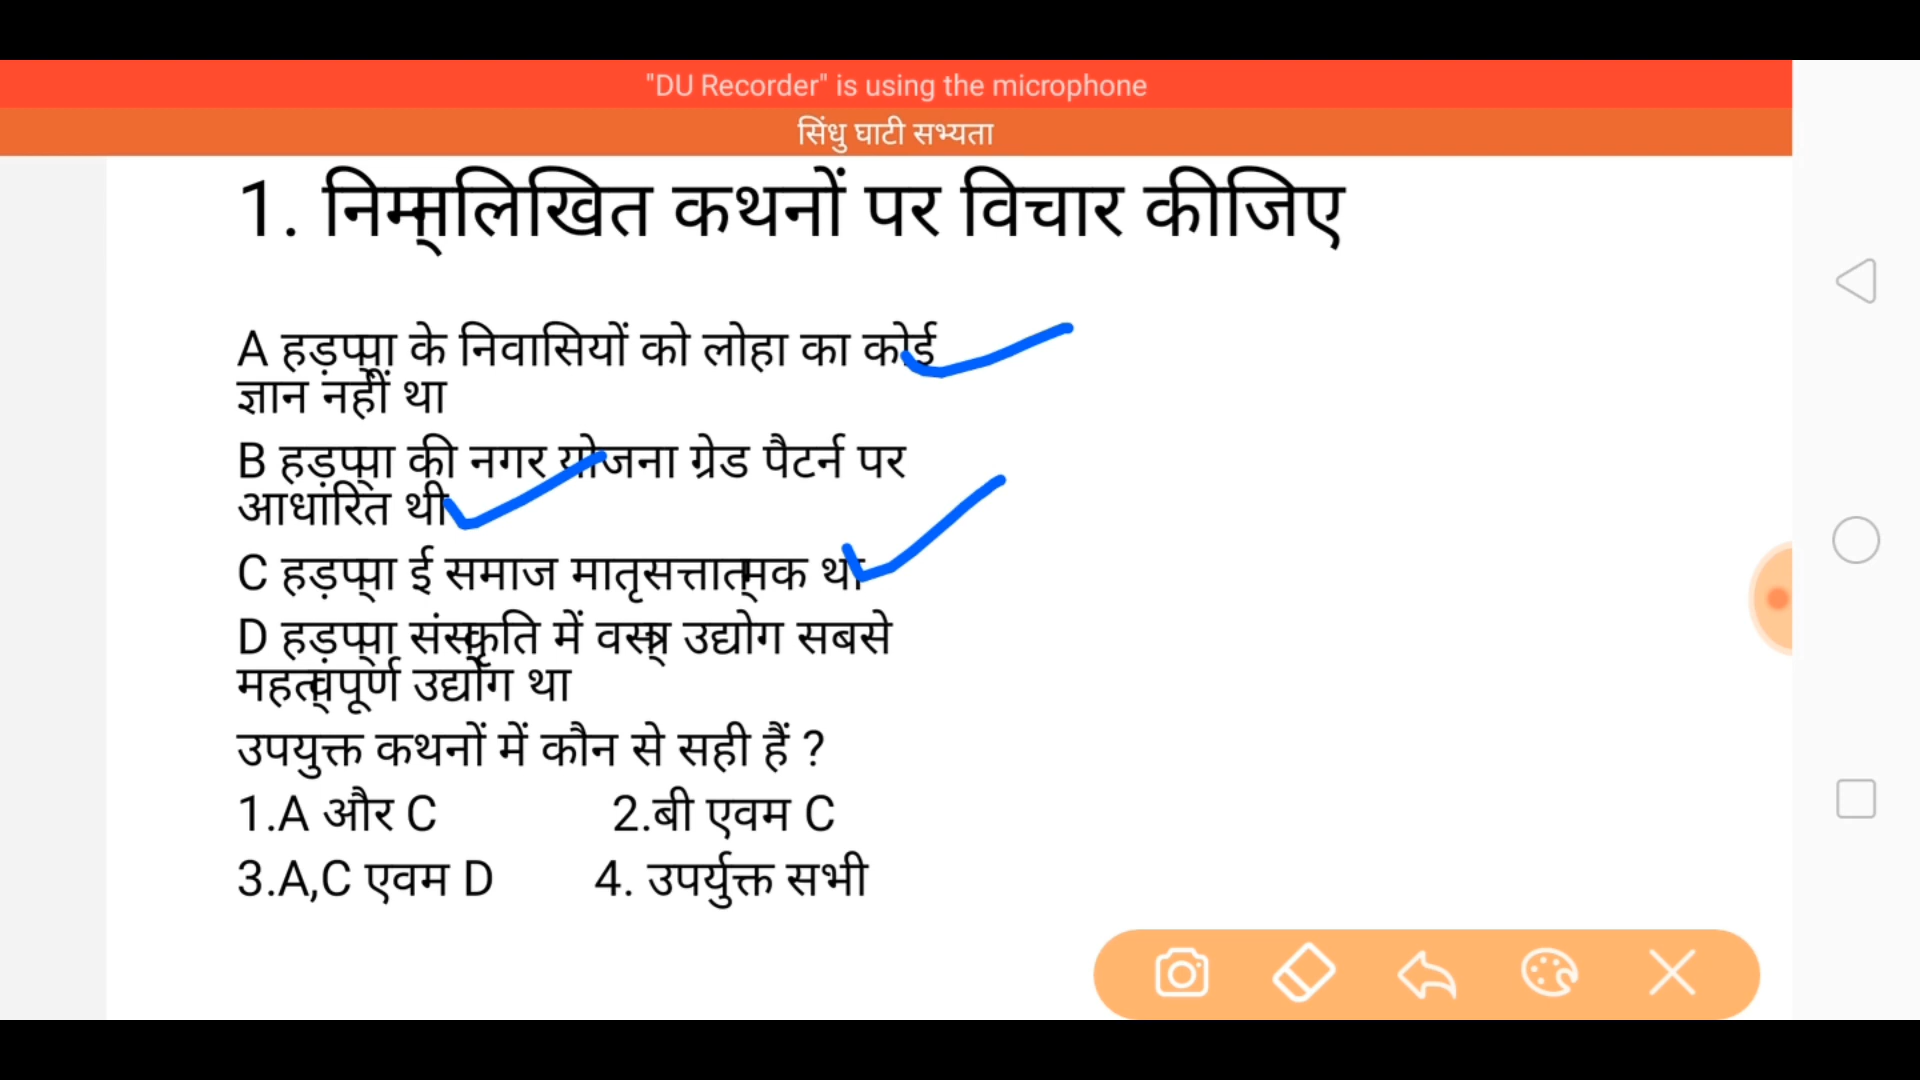 "DU Recorder" is using the microphone
सिंधु घाटी सभ्यता
1. निम्नलिखित कथनों पर विचार कीजिए
A हड़प्पा के निवासियों को लोहा का कोई
ज्ञान नहीं था
B हड़प्पा की नगर योजना ग्रेड पैटर्न पर
आधारित थी
C हड़प्पा ई समाज मातृसत्तात्मक था
D हड़प्पा संस्कृति में वस्त्र उद्योग सबसे
महत्वपूर्ण उद्योग था
उपयुक्त कथनों में कौन से सही हैं ?
1.A और C 2.बी एवम C
3.A,C एवम D 4. उपर्युक्त सभी